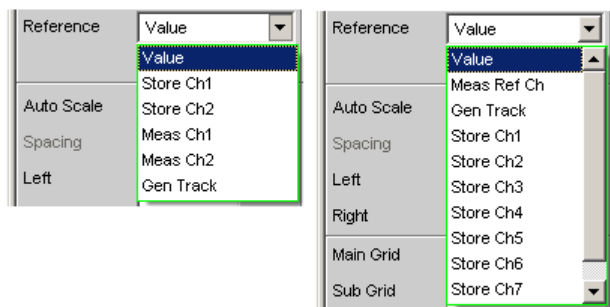 Reference Value
Value
Store Ch1
Auto Scale Store Ch2
Spacing Meas Ch1
Meas Ch2
Left Gen Track
Reference Value
Value
Meas Ref Ch
Auto Scale Gen Track
Spacing Store Ch1
Store Ch2
Left Store Ch3
Right Store Ch4
Store Ch5
Main Grid Store Ch6
Sub Grid Store Ch7